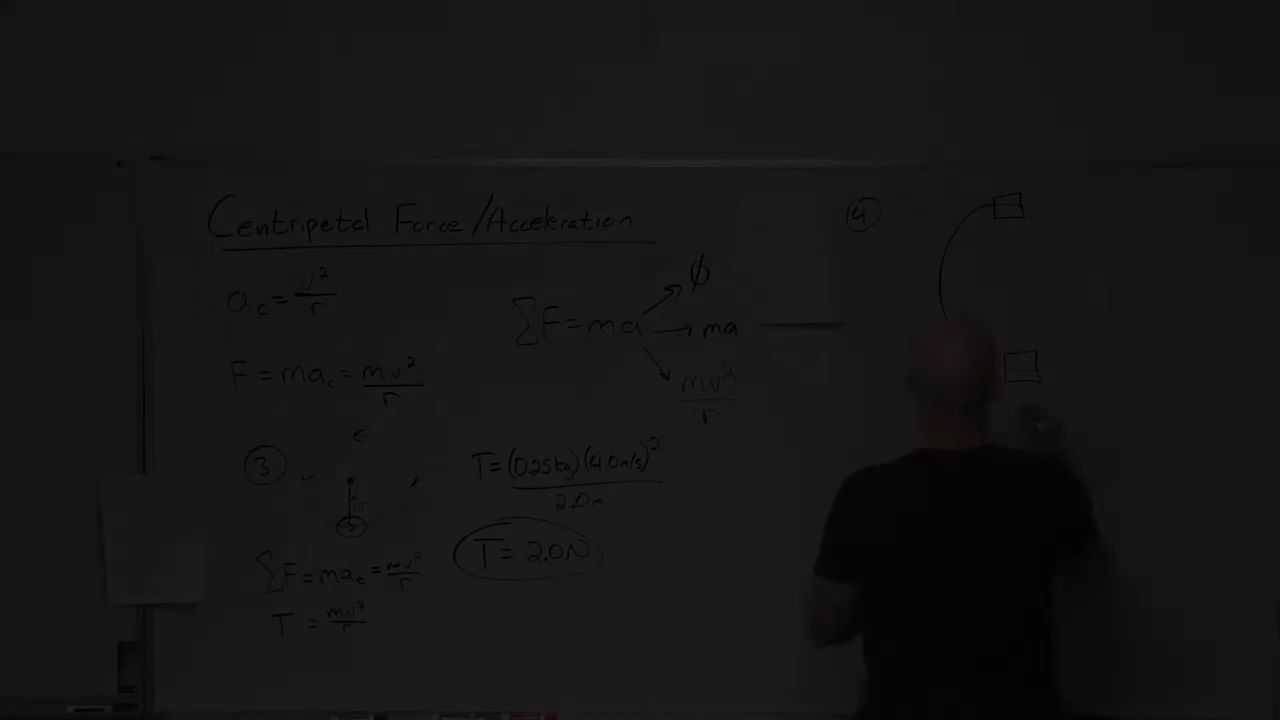 Centripetal Force/Acceleration
a_c = v²/r
ΣF = ma → ∅
→ ma
→ mv²/r
F = ma_c = mv²/r
③
T
T = (0.25kg)(4.0m/s)²/2.0m
T = 2.0N
ΣF = ma_c = mv²/r
T = mv²/r
④